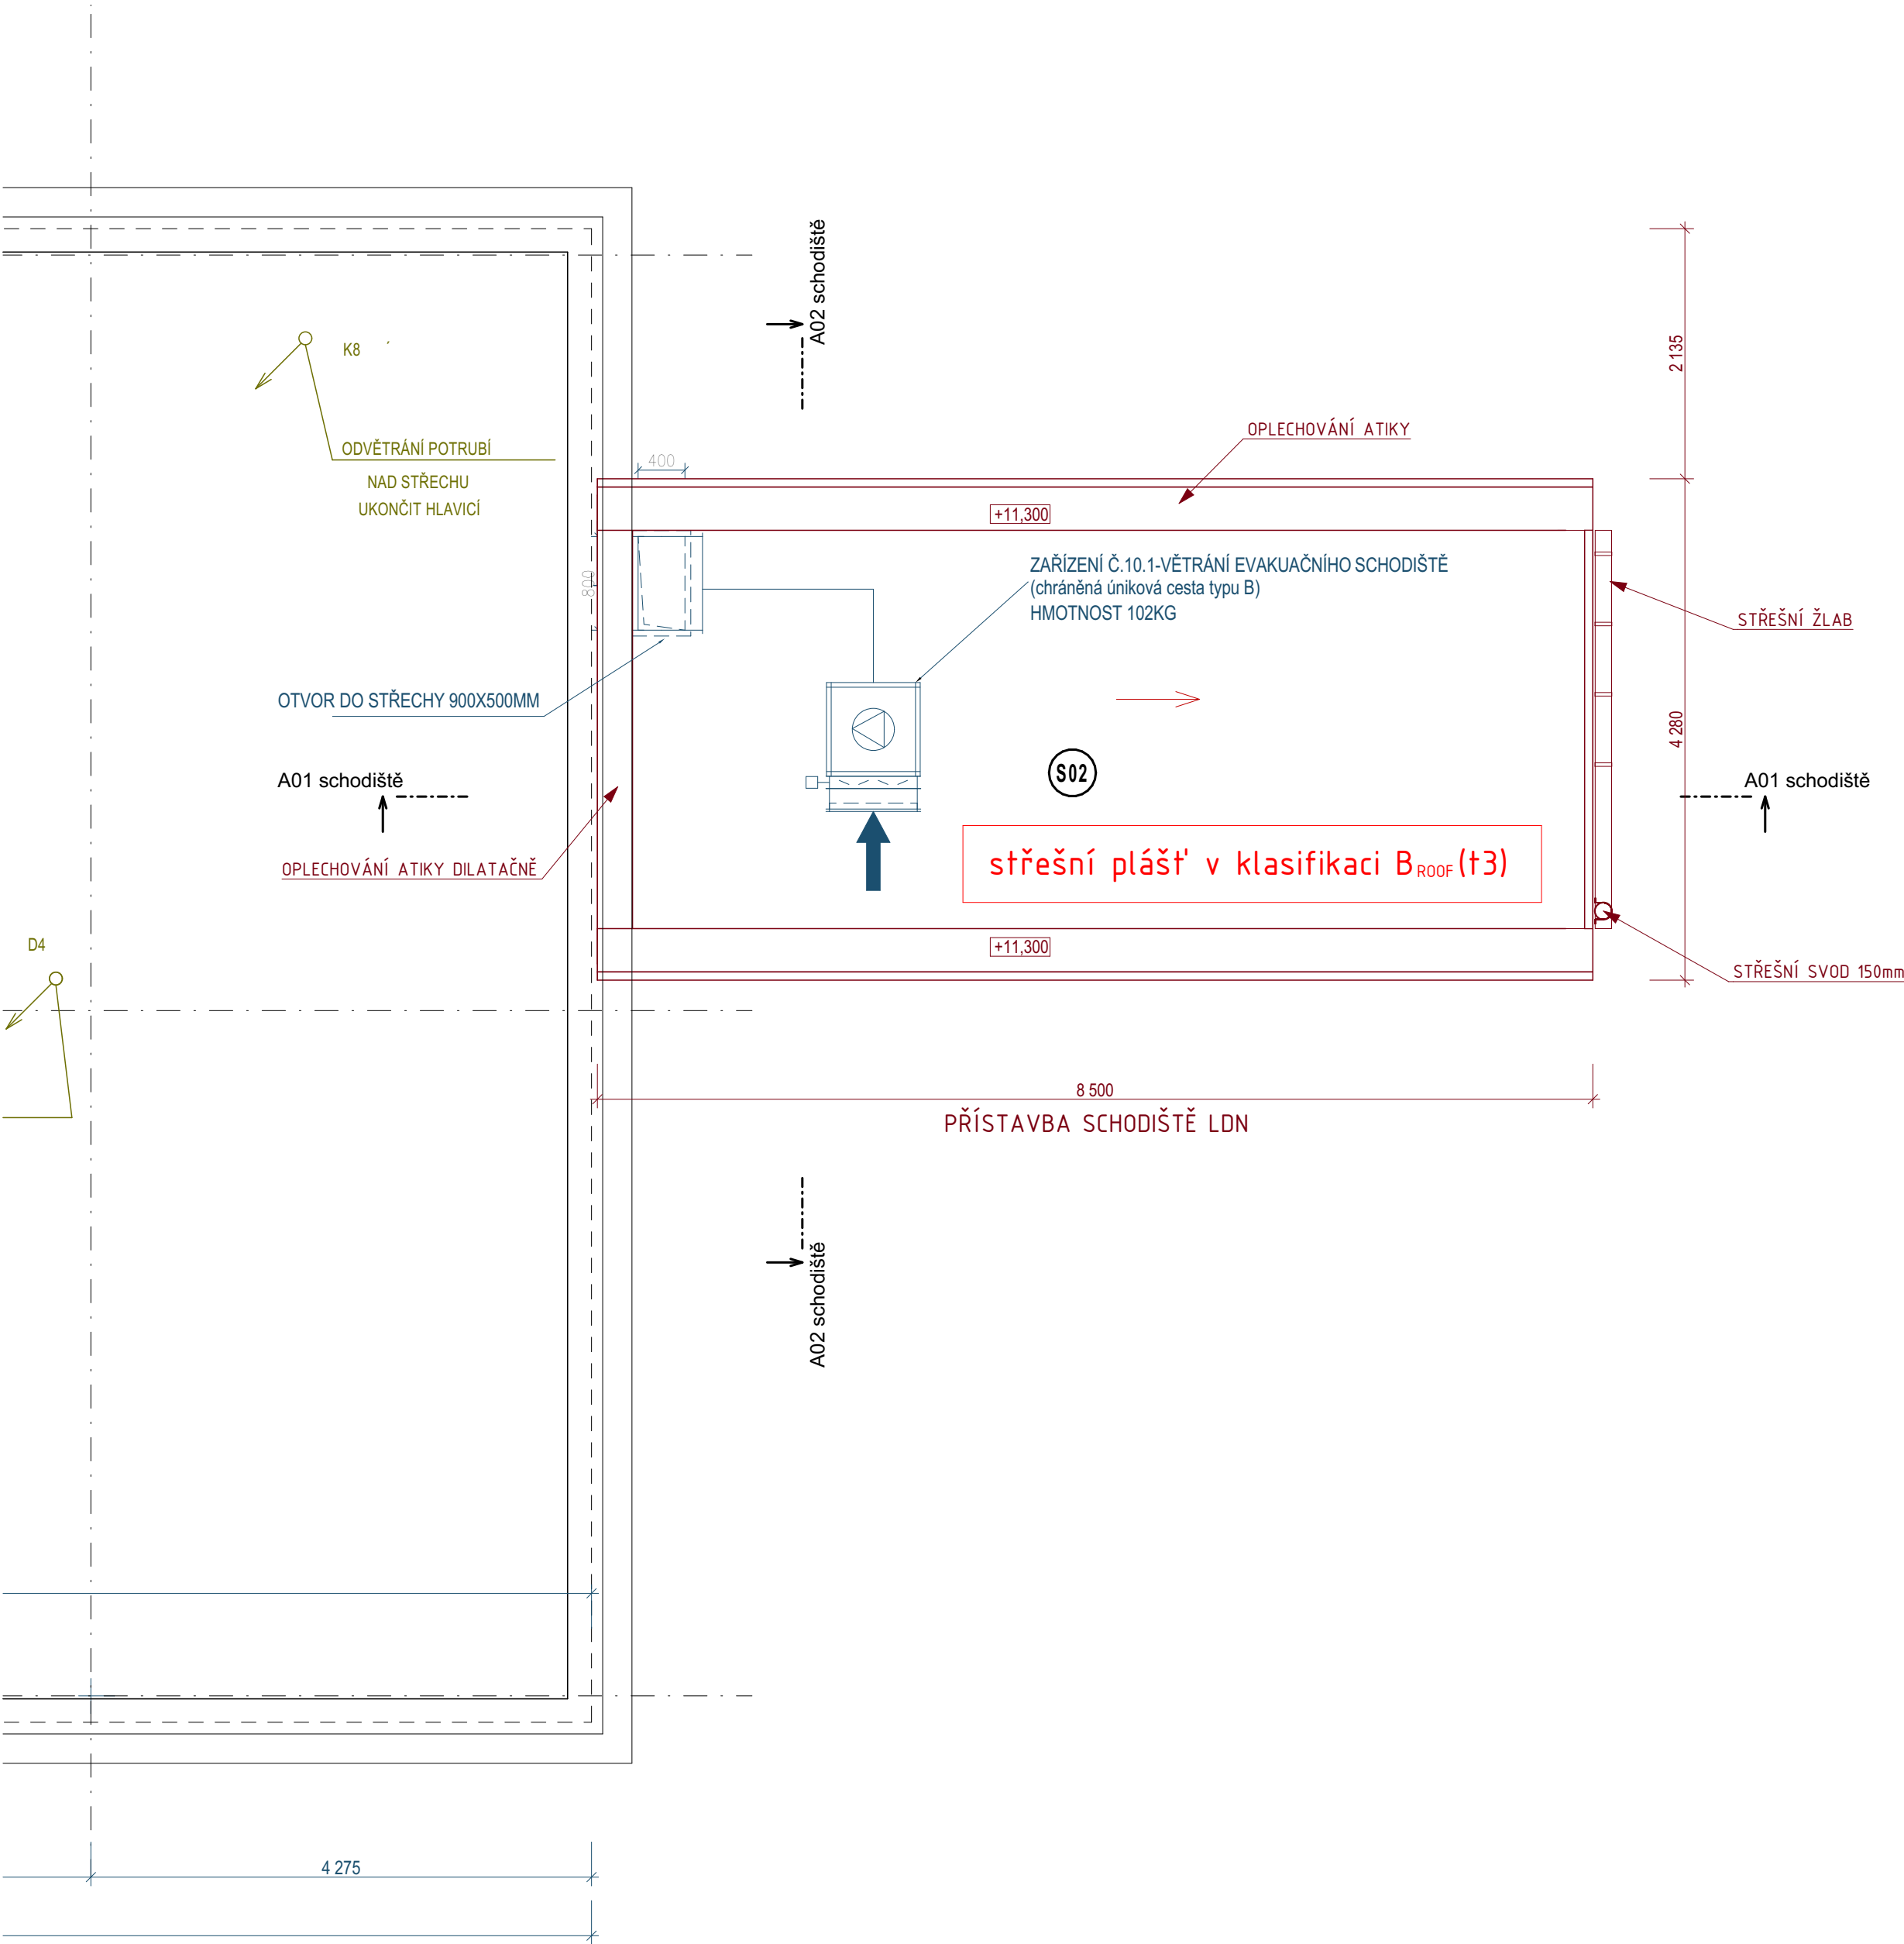 A02 schodiště
2 135
K8
ODVĚTRÁNÍ POTRUBÍ
NAD STŘECHU
UKONČIT HLAVICÍ
OPLECHOVÁNÍ ATIKY
400
+11,300
800
ZAŘÍZENÍ Č.10.1-VĚTRÁNÍ EVAKUAČNÍHO SCHODIŠTĚ
(chráněná úniková cesta typu B)
HMOTNOST 102KG
STŘEŠNÍ ŽLAB
OTVOR DO STŘECHY 900X500MM
4 280
A01 schodiště
S02
A01 schodiště
OPLECHOVÁNÍ ATIKY DILATAČNĚ
střešní plášť v klasifikaci BROOF(t3)
D4
+11,300
STŘEŠNÍ SVOD 150mm
8 500
PŘÍSTAVBA SCHODIŠTĚ LDN
A02 schodiště
4 275